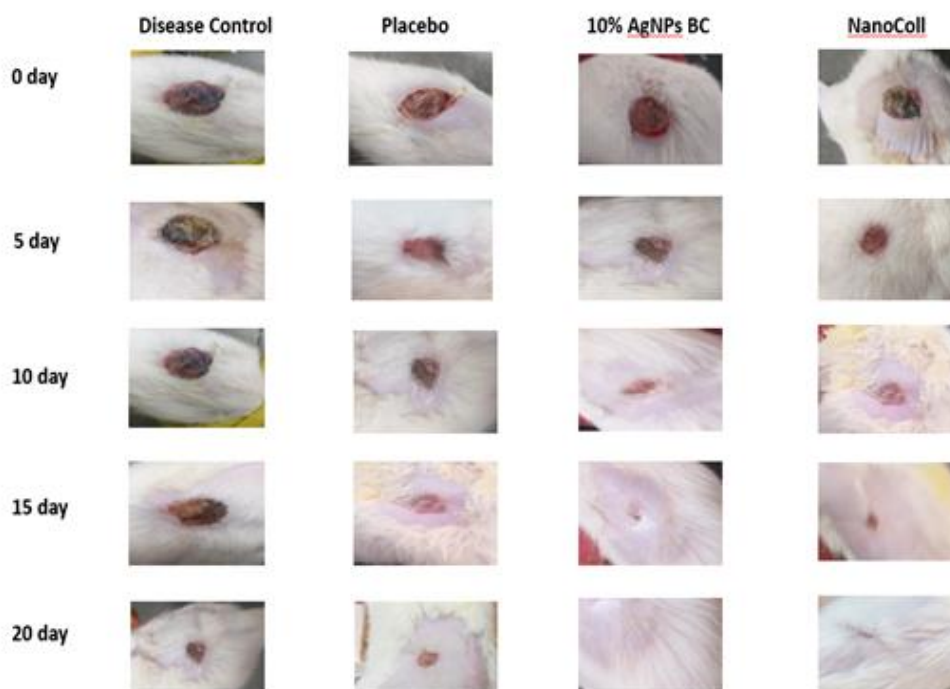 Disease Control Placebo 10% AgNPs BC NanoColl
0 day
5 day
10 day
15 day
20 day